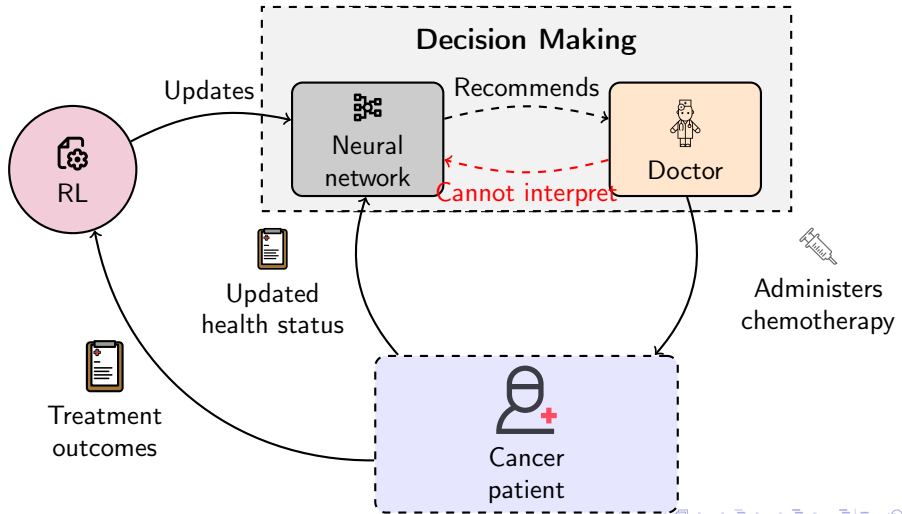 Decision Making
Updates
Recommends
Neural
network
Doctor
RL
Cannot interpret
Updated
health status
Administers
chemotherapy
Treatment
outcomes
Cancer
patient